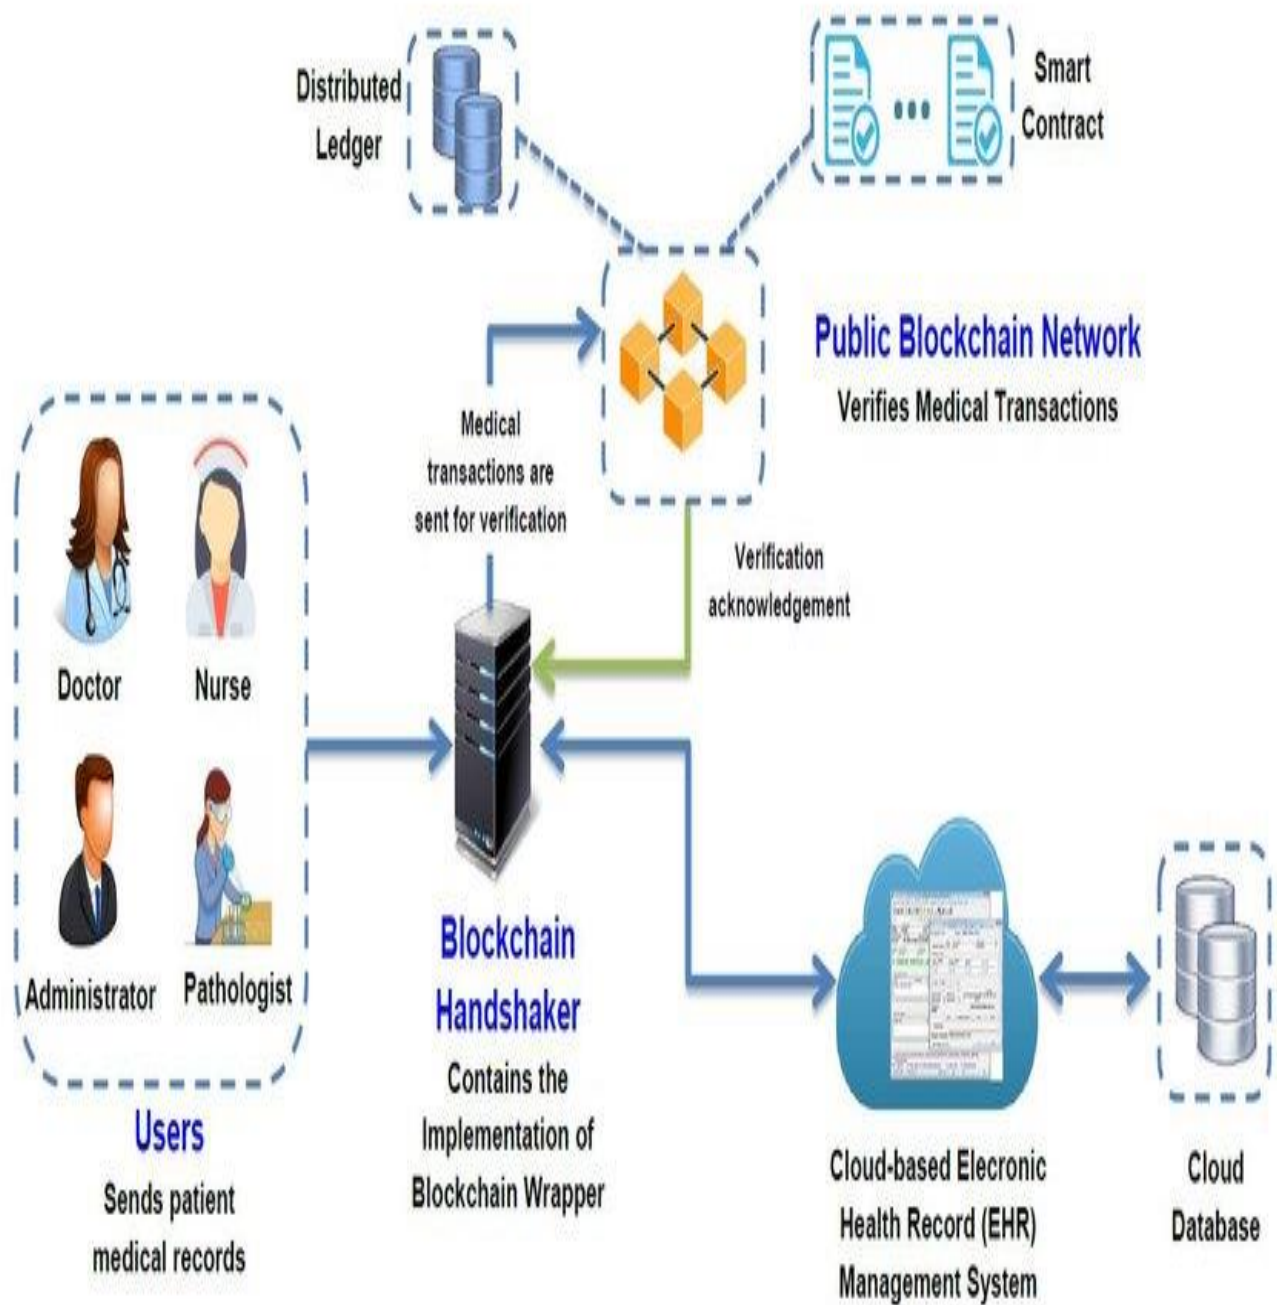 Distributed
Ledger
Smart
Contract
Public Blockchain Network
Verifies Medical Transactions
Medical
transactions are
sent for verification
Verification
acknowledgement
Doctor
Nurse
Administrator
Pathologist
Users
Sends patient
medical records
Blockchain
Handshaker
Contains the
Implementation of
Blockchain Wrapper
Cloud-based Elecronic
Health Record (EHR)
Management System
Cloud
Database